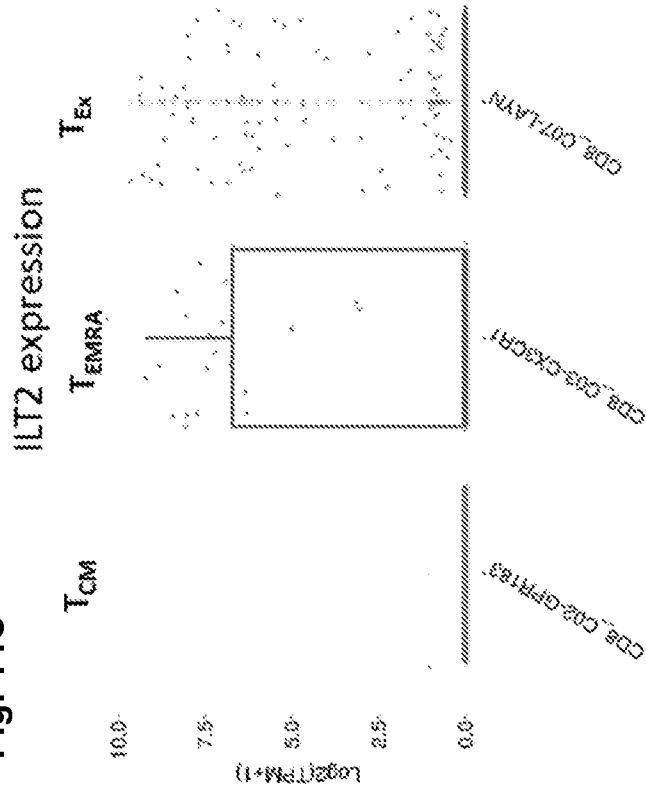 ILT2 expression
T_CM
T_EMRA
T_Ex
Log2(TPM+1)
10.0
7.5
5.0
2.5
0.0
CD8_C02-GPR183
CD8_C03-CX3CR1
CD8_C07-LAYN